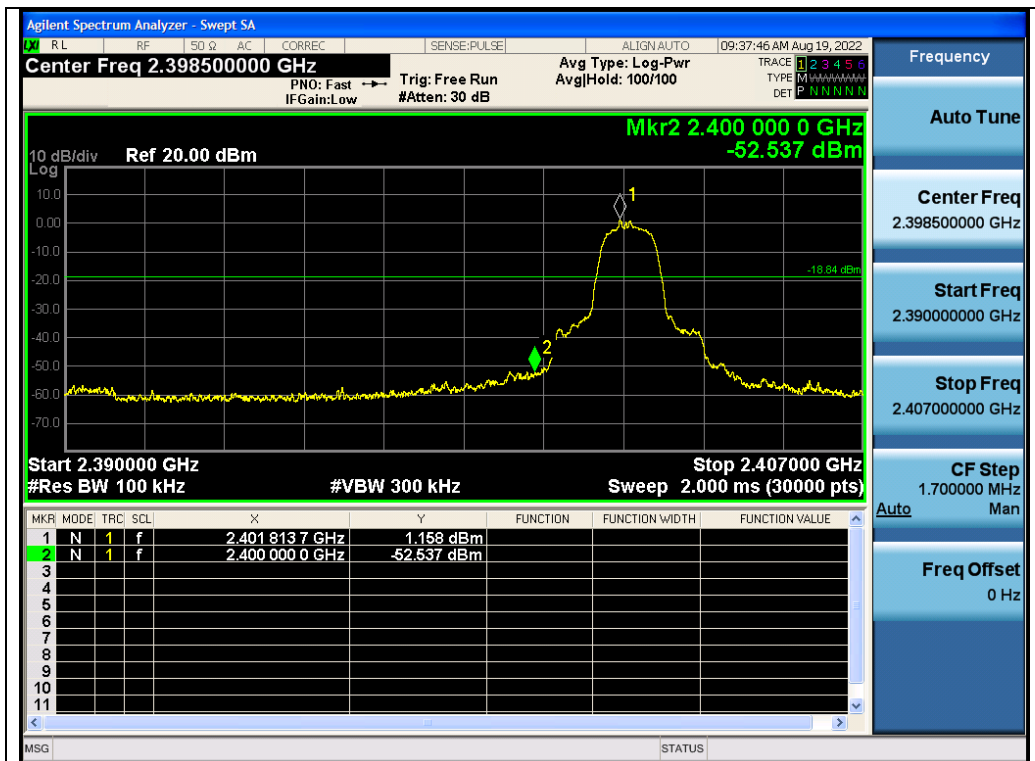 Agilent Spectrum Analyzer - Swept SA
LXI RL RF 50 Ω AC CORREC SENSE:PULSE ALIGN AUTO 09:37:46 AM Aug 19, 2022
Center Freq 2.398500000 GHz
PNO: Fast
IFGain:Low
Trig: Free Run
#Atten: 30 dB
Avg Type: Log-Pwr
Avg|Hold: 100/100
TRACE 1 2 3 4 5 6
TYPE M WWWWW
DET P N N N N N
Mkr2 2.400 000 0 GHz
-52.537 dBm
10 dB/div Ref 20.00 dBm
Log
10.0
0.00
-10.0
-20.0
-30.0
-40.0
-50.0
-60.0
-70.0
1
-18.84 dBm
2
Start 2.390000 GHz Stop 2.407000 GHz
#Res BW 100 kHz #VBW 300 kHz Sweep 2.000 ms (30000 pts)
MKR MODE TRC SCL X Y FUNCTION FUNCTION WIDTH FUNCTION VALUE
1 N 1 f 2.401 813 7 GHz 1.158 dBm
2 N 1 f 2.400 000 0 GHz -52.537 dBm
3
4
5
6
7
8
9
10
11
MSG STATUS
Frequency
Auto Tune
Center Freq
2.398500000 GHz
Start Freq
2.390000000 GHz
Stop Freq
2.407000000 GHz
CF Step
1.700000 MHz
Auto Man
Freq Offset
0 Hz